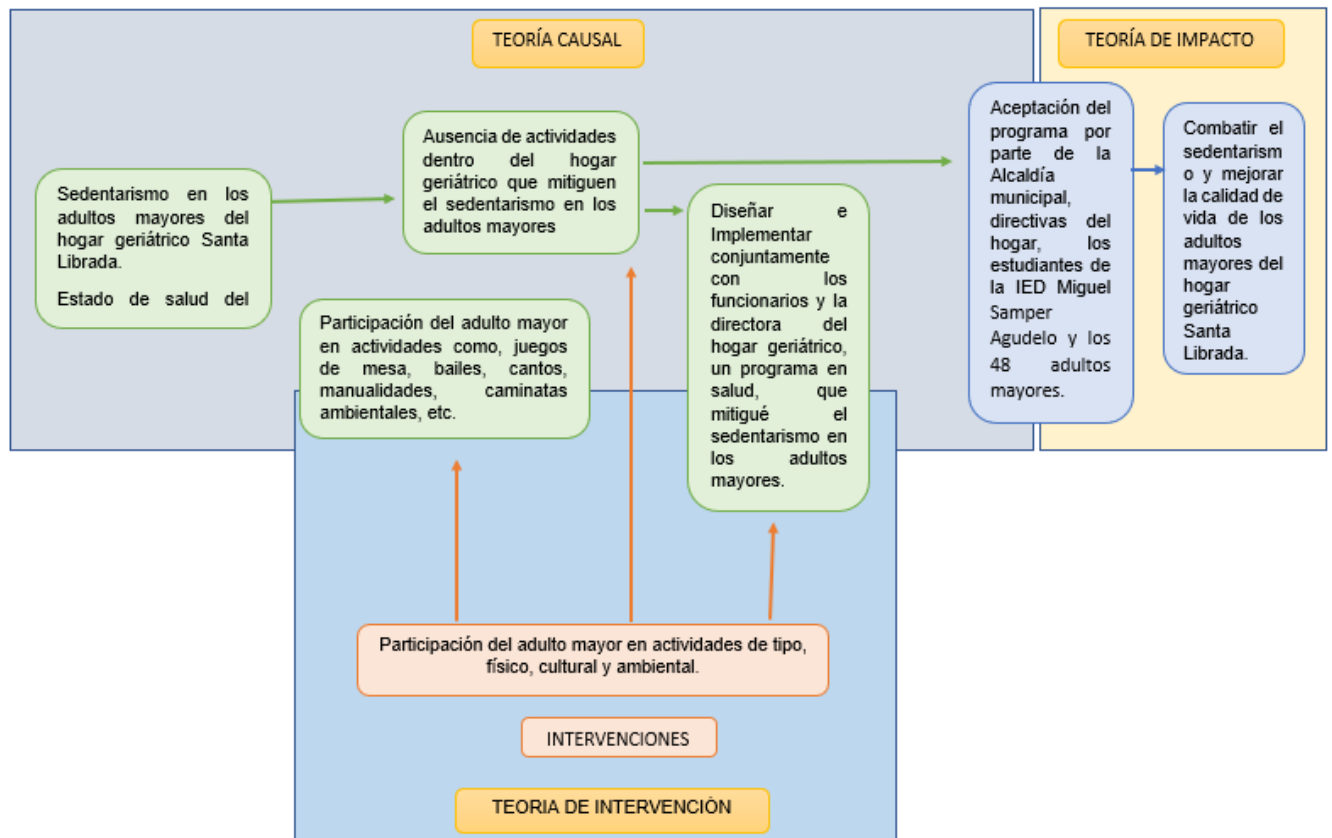 TEORÍA CAUSAL
TEORÍA DE IMPACTO
Sedentarismo en los
adultos mayores del
hogar geriátrico Santa
Librada.
Estado de salud del
Ausencia de actividades
dentro del hogar
geriátrico que mitiguen
el sedentarismo en los
adultos mayores
Participación del adulto mayor
en actividades como, juegos
de mesa, bailes, cantos,
manualidades, caminatas
ambientales, etc.
Diseñar e
Implementar
conjuntamente
con los
funcionarios y la
directora del
hogar geriátrico,
un programa en
salud, que
mitigué el
sedentarismo en
los adultos
mayores.
Aceptación del
programa por
parte de la
Alcaldía
municipal,
directivas del
hogar, los
estudiantes de
la IED Miguel
Samper
Agudelo y los
48 adultos
mayores.
Combatir el
sedentarism
o y mejorar
la calidad de
vida de los
adultos
mayores del
hogar
geriátrico
Santa
Librada.
Participación del adulto mayor en actividades de tipo,
físico, cultural y ambiental.
INTERVENCIONES
TEORIA DE INTERVENCIÓN